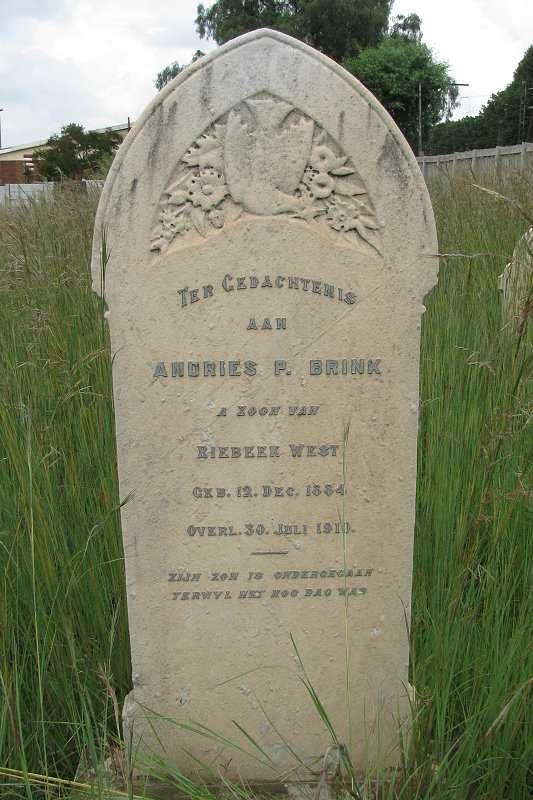 TER GEDACHTENIS
AAN
ANDRIES P. BRINK
A ZOON VAN
RIEBEEK WEST
GEB. 12. DEC. 1884
OVERL. 30. JULI 1910.
ZIJN ZON IS ONDERGEGAAN
TERWYL HET NOG DAG WAS